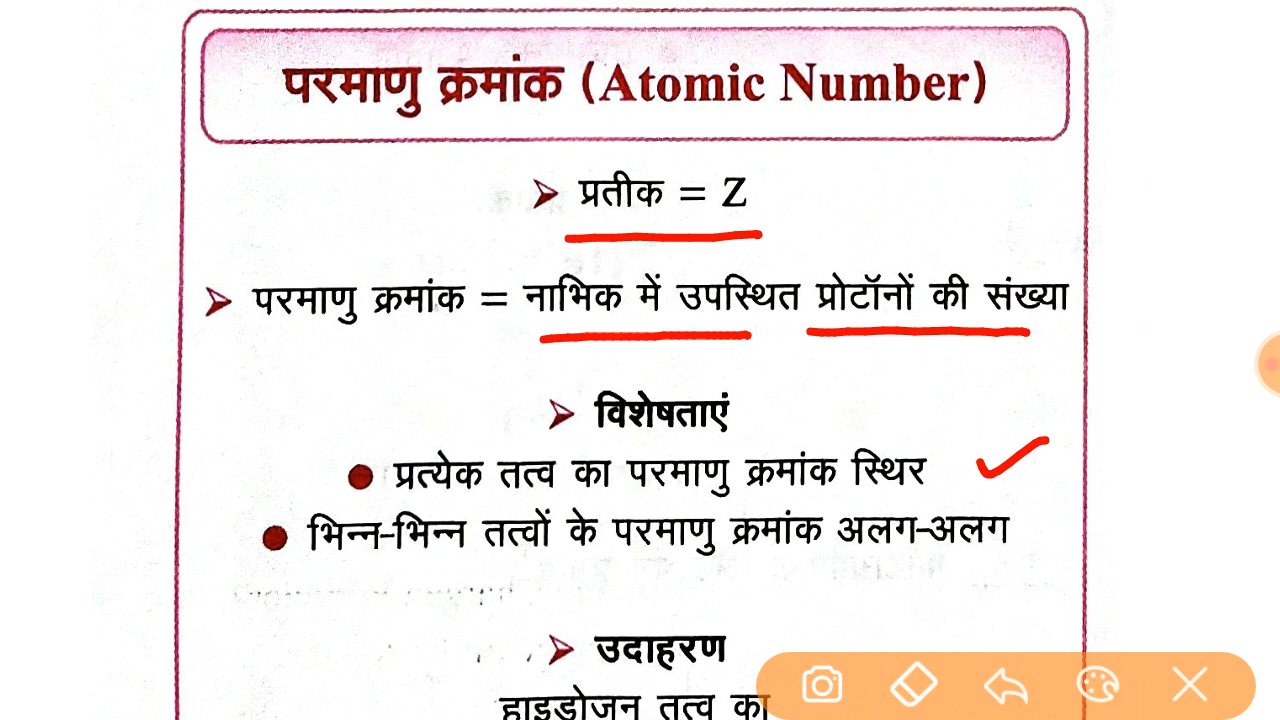 परमाणु क्रमांक (Atomic Number)
प्रतीक = Z
परमाणु क्रमांक = नाभिक में उपस्थित प्रोटॉनों की संख्या
विशेषताएं
प्रत्येक तत्व का परमाणु क्रमांक स्थिर
भिन्न-भिन्न तत्वों के परमाणु क्रमांक अलग-अलग
उदाहरण
हाइड्रोजन तत्व का